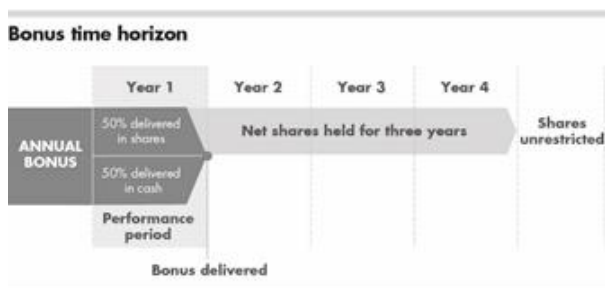 Bonus time horizon
Year 1
Year 2
Year 3
Year 4
ANNUAL
BONUS
50% delivered
in shares
50% delivered
in cash
Net shares held for three years
Shares
unrestricted
Performance
period
Bonus delivered